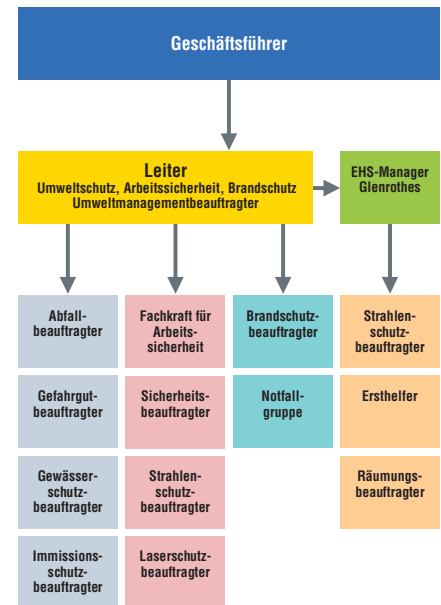 Geschäftsführer
Leiter
Umweltschutz, Arbeitssicherheit, Brandschutz
Umweltmanagementbeauftragter
EHS-Manager
Glenrothes
Abfall-
beauftragter
Gefahrgut-
beauftragter
Gewässer-
schutz-
beauftragter
Immissions-
schutz-
beauftragter
Fachkraft für
Arbeits-
sicherheit
Sicherheits-
beauftragter
Strahlen-
schutz-
beauftragter
Laserschutz-
beauftragter
Brandschutz-
beauftragter
Notfall-
gruppe
Strahlen-
schutz-
beauftragter
Ersthelfer
Räumungs-
beauftragter